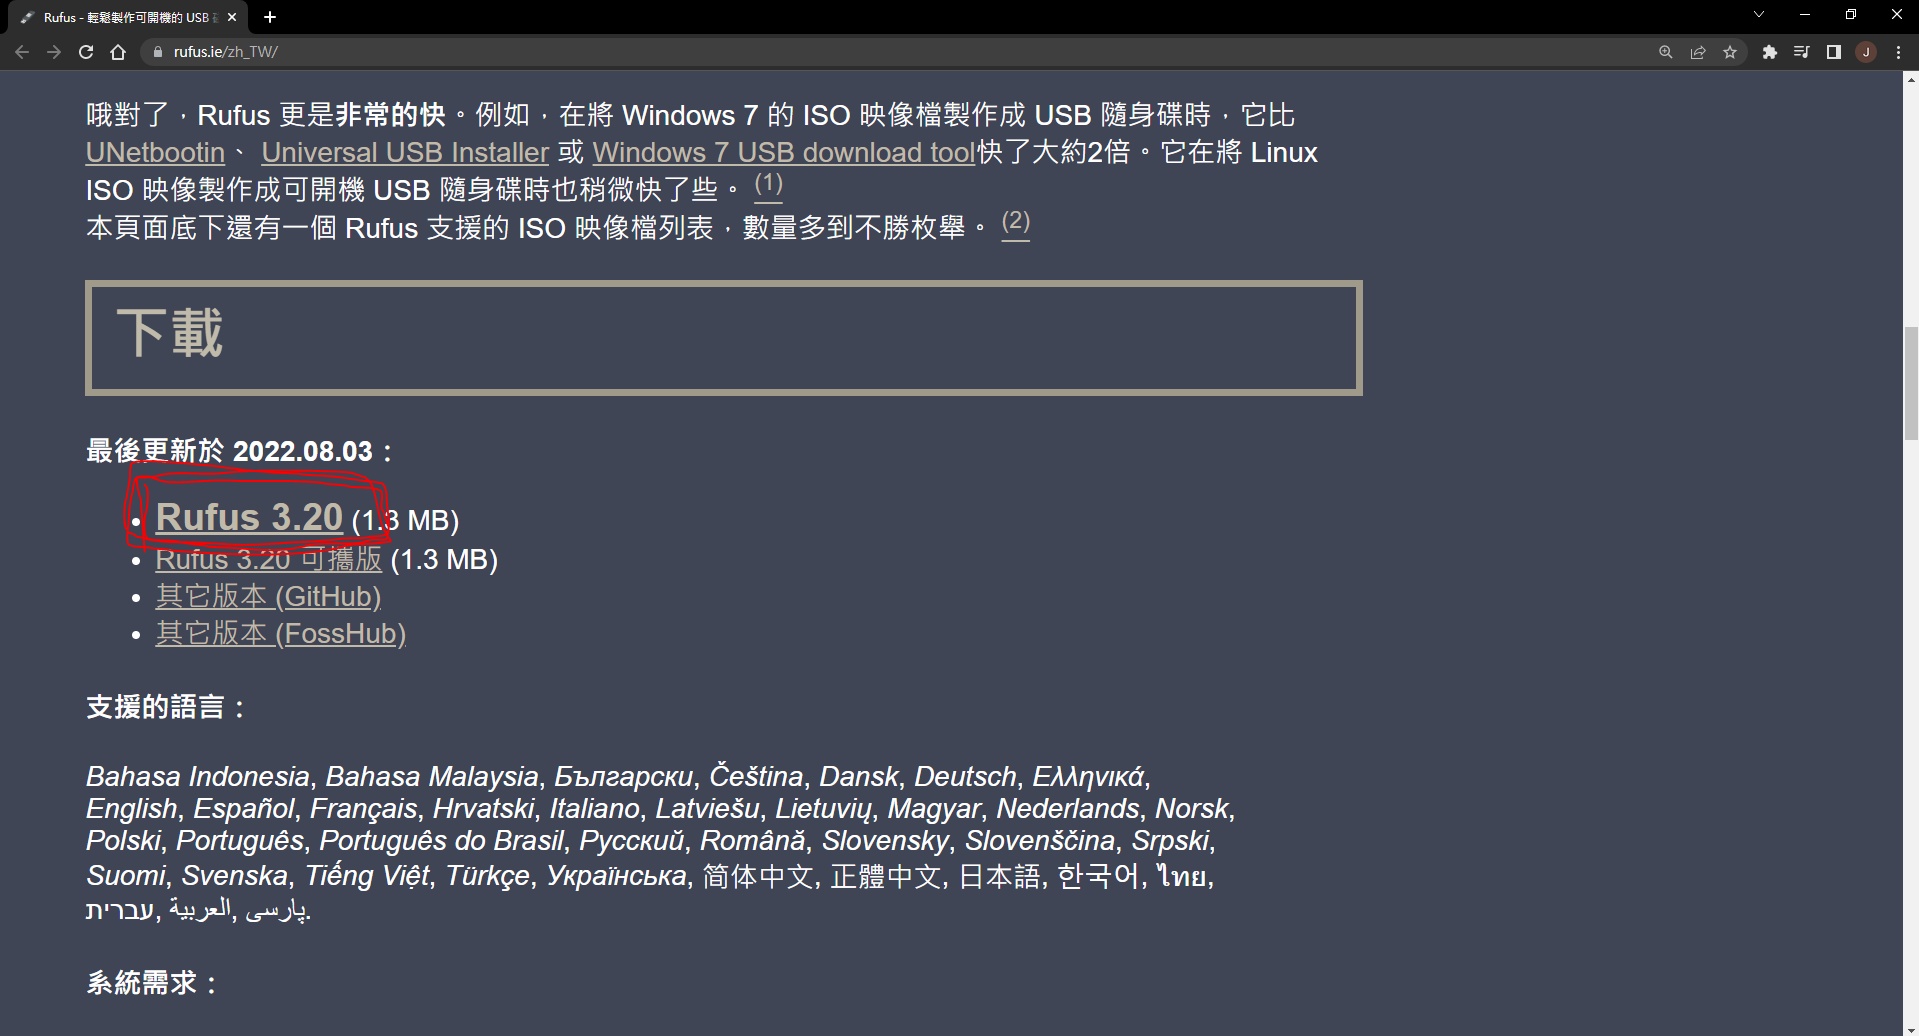 Rufus - 輕鬆製作可開機的 USB
rufus.ie/zh_TW/
J
哦對了，Rufus 更是非常的快。例如，在將 Windows 7 的 ISO 映像檔製作成 USB 隨身碟時，它比
UNetbootin、 Universal USB Installer 或 Windows 7 USB download tool快了大約2倍。它在將 Linux
ISO 映像製作成可開機 USB 隨身碟時也稍微快了些。 (1)
本頁面底下還有一個 Rufus 支援的 ISO 映像檔列表，數量多到不勝枚舉。 (2)
下載
最後更新於 2022.08.03：
• Rufus 3.20 (1.3 MB)
• Rufus 3.20 可攜版 (1.3 MB)
• 其它版本 (GitHub)
• 其它版本 (FossHub)
支援的語言：
Bahasa Indonesia, Bahasa Malaysia, Български, Čeština, Dansk, Deutsch, Ελληνικά,
English, Español, Français, Hrvatski, Italiano, Latviešu, Lietuvių, Magyar, Nederlands, Norsk,
Polski, Português, Português do Brasil, Русский, Română, Slovensky, Slovenščina, Srpski,
Suomi, Svenska, Tiếng Việt, Türkçe, Українська, 简体中文, 正體中文, 日本語, 한국어, ไทย,
עברית, العربية, پارسی.
系統需求：